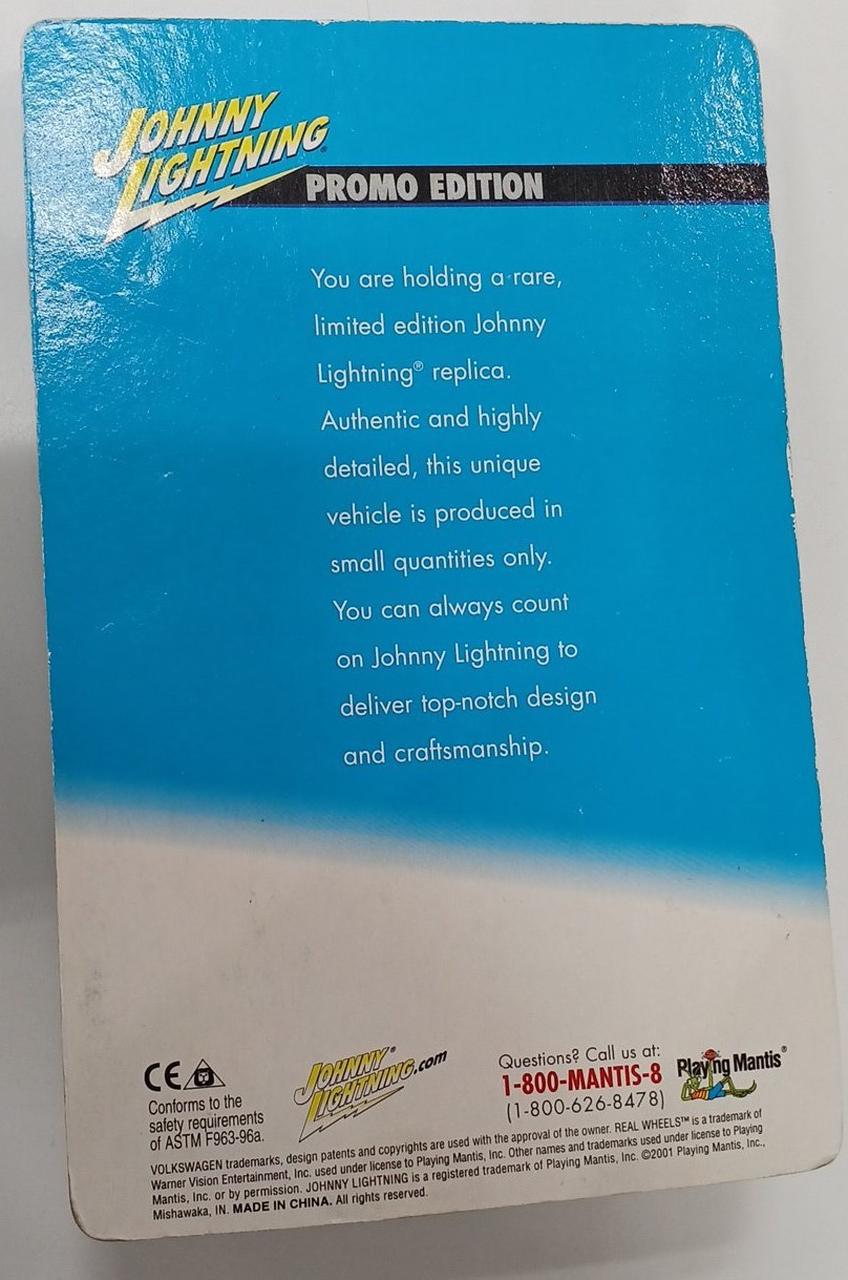 JOHNNY
LIGHTNING®
PROMO EDITION
You are holding a rare,
limited edition Johnny
Lightning® replica.
Authentic and highly
detailed, this unique
vehicle is produced in
small quantities only.
You can always count
on Johnny Lightning to
deliver top-notch design
and craftsmanship.
CE
Conforms to the
safety requirements
of ASTM F963-96a.
JOHNNY®
LIGHTNING.com
Questions? Call us at:
1-800-MANTIS-8
(1-800-626-8478)
Playing Mantis®
VOLKSWAGEN trademarks, design patents and copyrights are used with the approval of the owner. REAL WHEELS™ is a trademark of
Warner Vision Entertainment, Inc. used under license to Playing Mantis, Inc. Other names and trademarks used under license to Playing
Mantis, Inc. or by permission. JOHNNY LIGHTNING is a registered trademark of Playing Mantis, Inc. ©2001 Playing Mantis, Inc.,
Mishawaka, IN. MADE IN CHINA. All rights reserved.